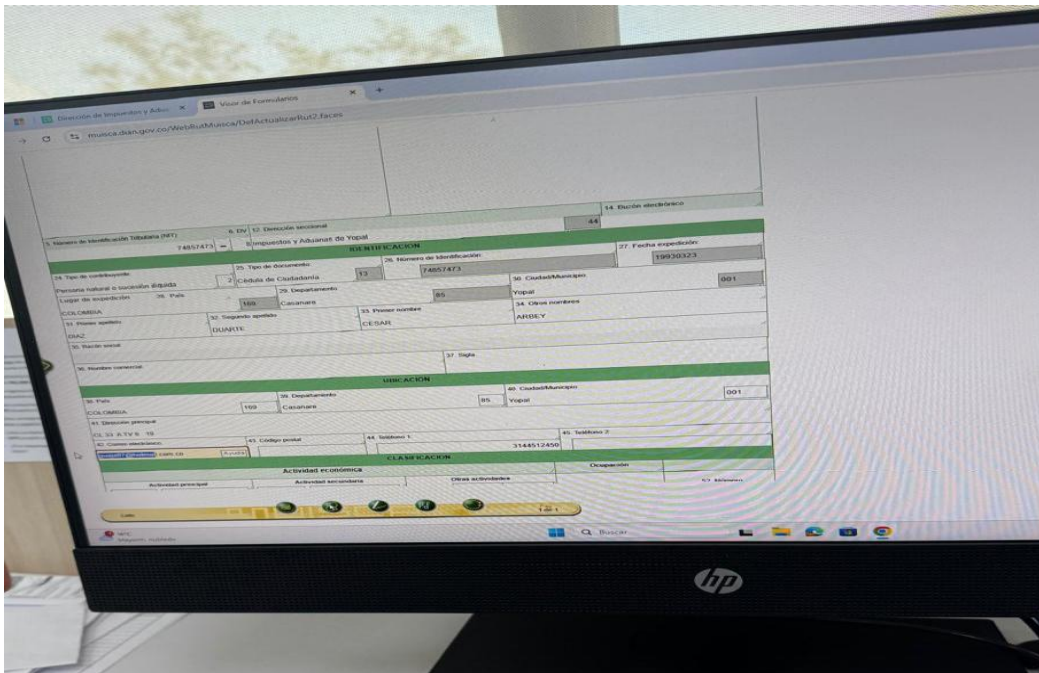 Dirección de Impuestos y Adua
Visor de Formularios
muisca.dian.gov.co/WebRutMuisca/DefActualizarRut2.faces
5. Número de Identificación Tributaria (NIT)
6. DV
12. Dirección seccional
14. Buzón electrónico
74857473
Impuestos y Aduanas de Yopal
44
IDENTIFICACIÓN
24. Tipo de contribuyente
25. Tipo de documento
26. Número de Identificación:
27. Fecha expedición:
Persona natural o sucesión ilíquida
2
Cédula de Ciudadanía
13
74857473
19930323
Lugar de expedición
28. País
29. Departamento
30. Ciudad/Municipio
COLOMBIA
169
Casanare
85
Yopal
001
31. Primer apellido
32. Segundo apellido
33. Primer nombre
34. Otros nombres
DIAZ
DUARTE
CESAR
ARBEY
35. Razón social
36. Nombre comercial
37. Sigla
UBICACIÓN
38. País
39. Departamento
40. Ciudad/Municipio
COLOMBIA
169
Casanare
85
Yopal
001
41. Dirección principal
42. Correo electrónico
43. Código postal
44. Teléfono 1
45. Teléfono 2
.com.co
Ayuda
3144512450
CLASIFICACIÓN
Actividad económica
Ocupación
Actividad principal
Actividad secundaria
Otras actividades
1 de 1
Buscar
hp